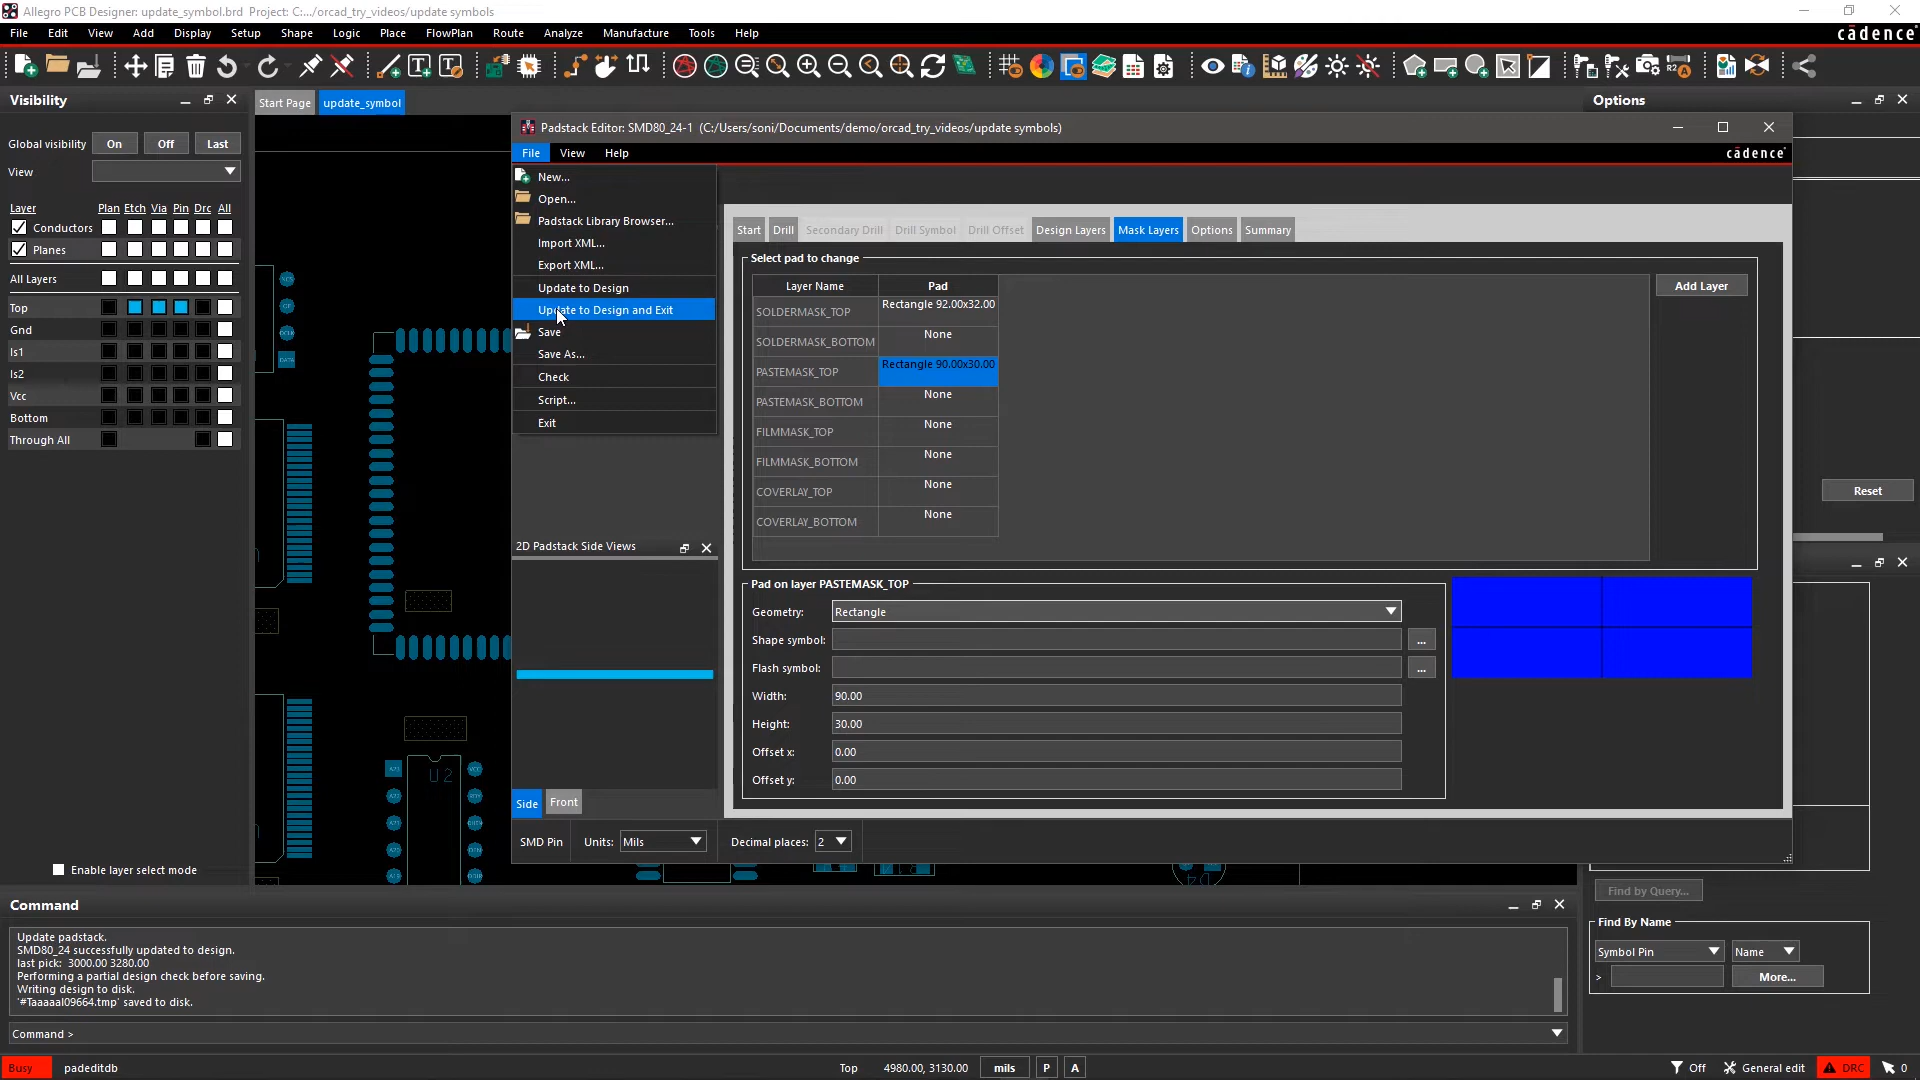 Allegro PCB Designer: update_symbol.brd  Project: C:/.../orcad_try_videos/update symbols
File Edit View Add Display Setup Shape Logic Place FlowPlan Route Analyze Manufacture Tools Help
cādence
Visibility
Start Page
update_symbol
Options
Global visibility On Off Last
View
Layer Plan Etch Via Pin Drc All
Conductors
Planes
All Layers
Top
Gnd
Is1
Is2
Vcc
Bottom
Through All
Enable layer select mode
Padstack Editor: SMD80_24-1  (C:/Users/soni/Documents/demo/orcad_try_videos/update symbols)
File View Help
cādence
New...
Open...
Padstack Library Browser...
Import XML...
Export XML...
Update to Design
Update to Design and Exit
Save
Save As...
Check
Script...
Exit
2D Padstack Side Views
Side Front
Start Drill Secondary Drill Drill Symbol Drill Offset Design Layers Mask Layers Options Summary
Select pad to change
Layer Name Pad
SOLDERMASK_TOP Rectangle 92.00x32.00
SOLDERMASK_BOTTOM None
PASTEMASK_TOP Rectangle 90.00x30.00
PASTEMASK_BOTTOM None
FILMMASK_TOP None
FILMMASK_BOTTOM None
COVERLAY_TOP None
COVERLAY_BOTTOM None
Add Layer
Pad on layer PASTEMASK_TOP
Geometry: Rectangle
Shape symbol: ...
Flash symbol: ...
Width: 90.00
Height: 30.00
Offset x: 0.00
Offset y: 0.00
SMD Pin Units: Mils Decimal places: 2
Reset
U2
VCC
Find by Query...
Find By Name
Symbol Pin Name
> More...
Command
Update padstack.
SMD80_24 successfully updated to design.
last pick:  3000.00 3280.00
Performing a partial design check before saving.
Writing design to disk.
Command >
Busy padeditdb Top 4980.00, 3130.00 mils P A Off General edit DRC 0